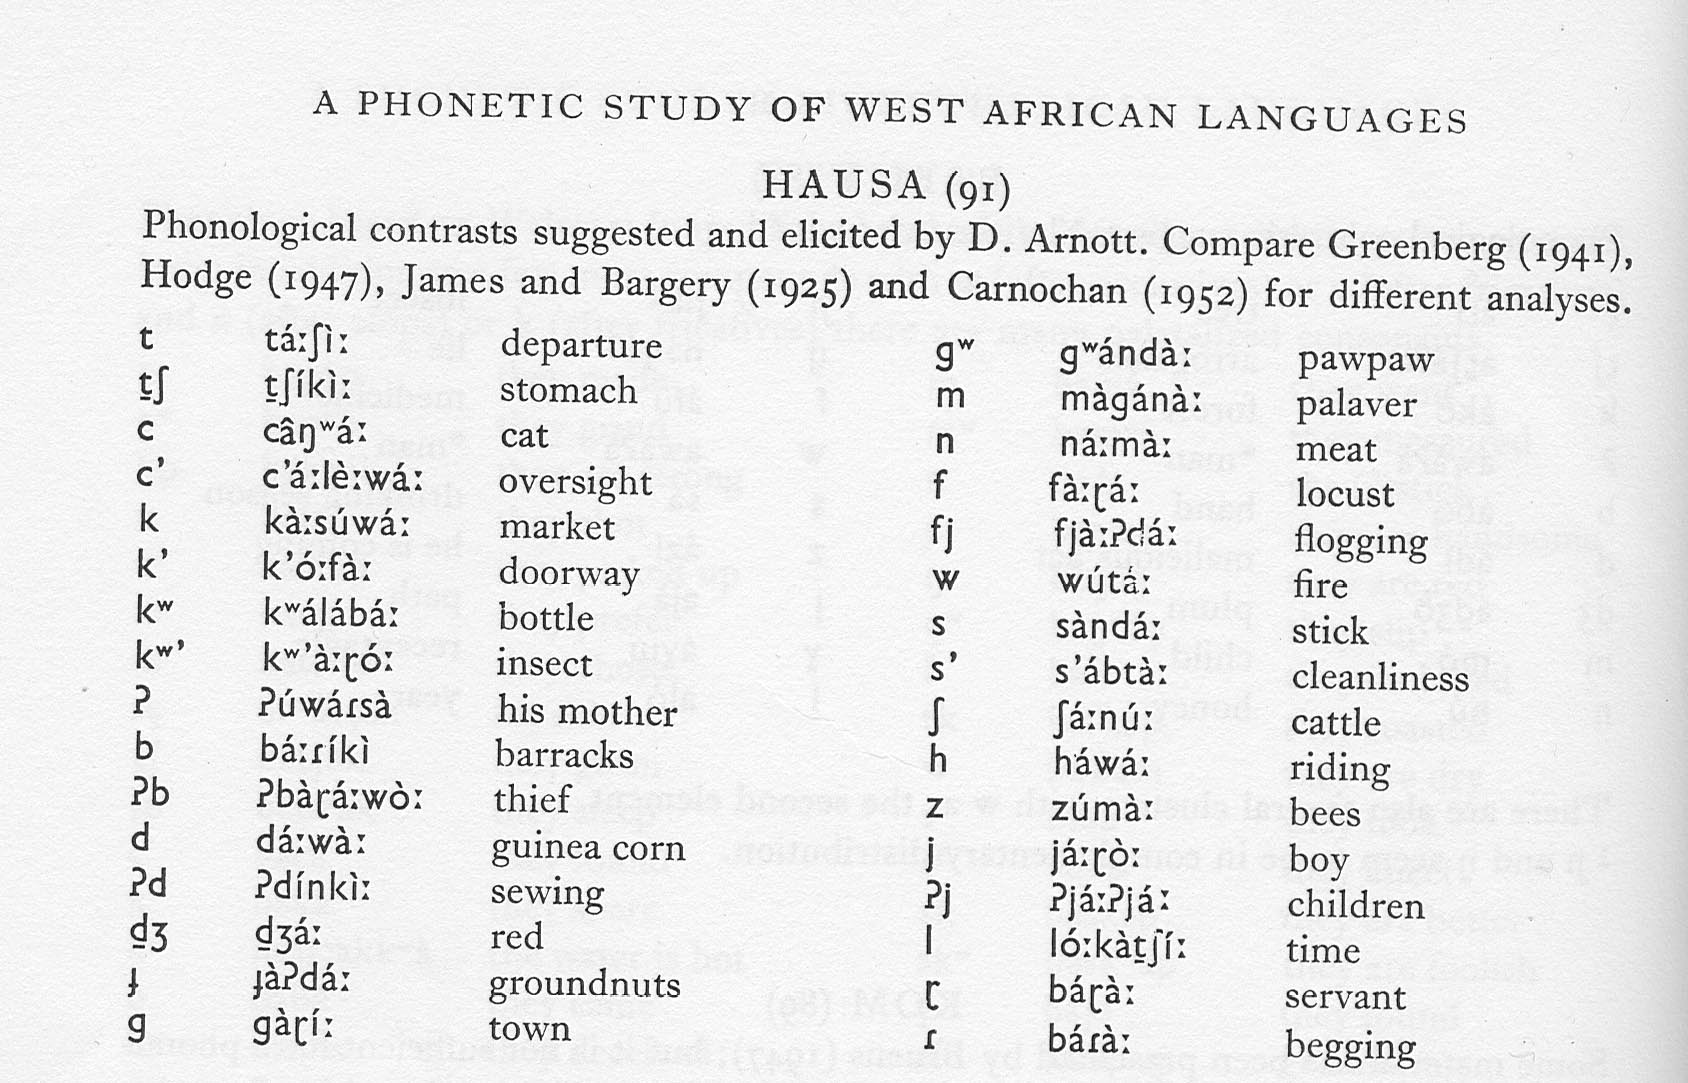 A PHONETIC STUDY OF WEST AFRICAN LANGUAGES
HAUSA (91)
Phonological contrasts suggested and elicited by D. Arnott. Compare Greenberg (1941),
Hodge (1947), James and Bargery (1925) and Carnochan (1952) for different analyses.
t táːʃìː departure
t̠ʃ t̠ʃíkìː stomach
c câŋʷáː cat
c’ c’áːlèːwáː oversight
k kàːsúwáː market
k’ k’óːfàː doorway
kʷ kʷálábáː bottle
kʷ’ kʷ’àːɽóː insect
ʔ ʔúwáɾsà his mother
b báːɾíkì barracks
ʔb ʔbàɽáːwòː thief
d dáːwàː guinea corn
ʔd ʔdínkìː sewing
d̠ʒ d̠ʒáː red
ɟ ɟàʔdáː groundnuts
g gàɽíː town
gʷ gʷándàː pawpaw
m màgánàː palaver
n náːmàː meat
f fàːɽáː locust
fj fjàːʔdáː flogging
w wútáː fire
s sàndáː stick
s’ s’ábtàː cleanliness
ʃ ʃáːnúː cattle
h háwáː riding
z zúmàː bees
j jáːɽòː boy
ʔj ʔjáːʔjáː children
l lóːkàt̠ʃíː time
ɽ báɽàː servant
ɾ báɾàː begging